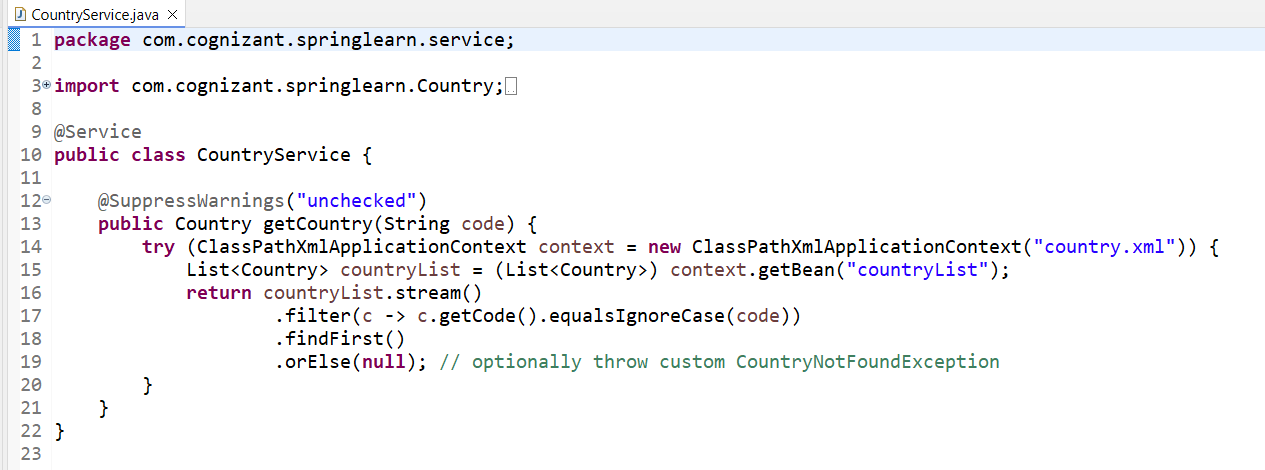 CountryService.java
1 package com.cognizant.springlearn.service;
2
3 import com.cognizant.springlearn.Country;
8
9 @Service
10 public class CountryService {
11
12     @SuppressWarnings("unchecked")
13     public Country getCountry(String code) {
14         try (ClassPathXmlApplicationContext context = new ClassPathXmlApplicationContext("country.xml")) {
15             List<Country> countryList = (List<Country>) context.getBean("countryList");
16             return countryList.stream()
17                     .filter(c -> c.getCode().equalsIgnoreCase(code))
18                     .findFirst()
19                     .orElse(null); // optionally throw custom CountryNotFoundException
20         }
21     }
22 }
23